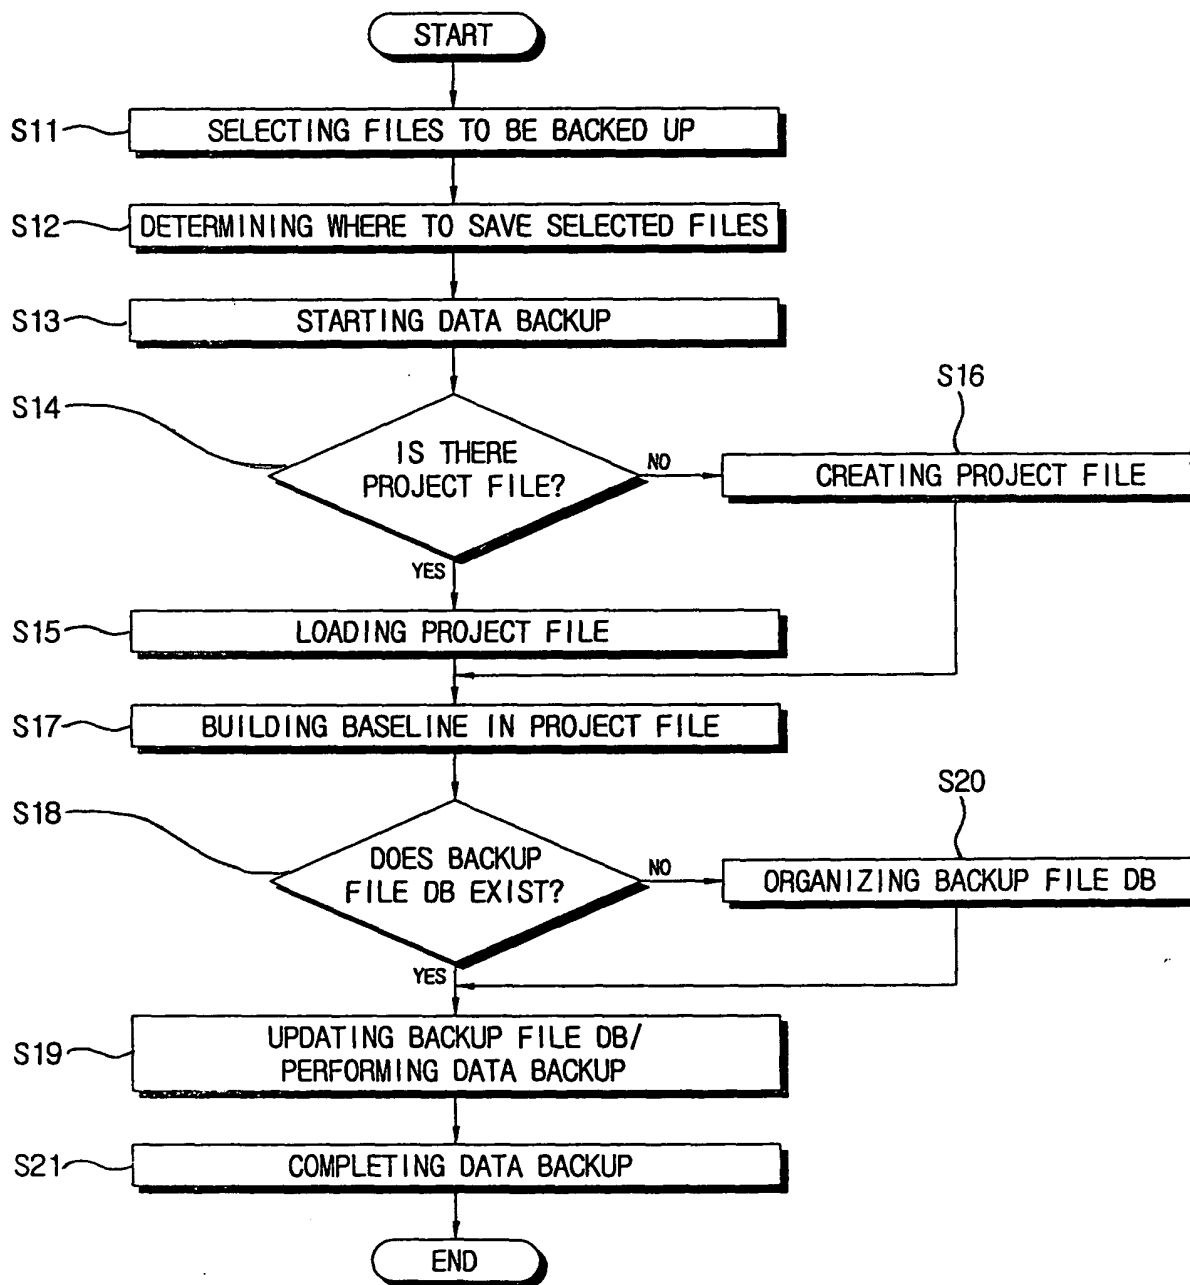 START
S11
SELECTING FILES TO BE BACKED UP
S12
DETERMINING WHERE TO SAVE SELECTED FILES
S13
STARTING DATA BACKUP
S14
IS THERE
PROJECT FILE?
NO
S16
CREATING PROJECT FILE
YES
S15
LOADING PROJECT FILE
S17
BUILDING BASELINE IN PROJECT FILE
S18
DOES BACKUP
FILE DB EXIST?
NO
S20
ORGANIZING BACKUP FILE DB
YES
S19
UPDATING BACKUP FILE DB/
PERFORMING DATA BACKUP
S21
COMPLETING DATA BACKUP
END